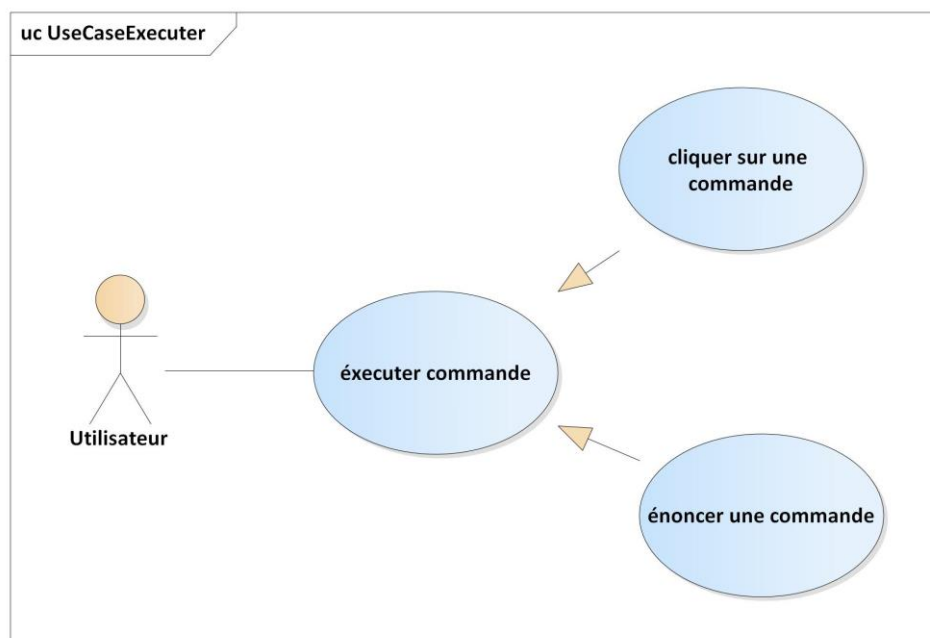 uc UseCaseExecuter
cliquer sur une
commande
éxecuter commande
Utilisateur
énoncer une commande